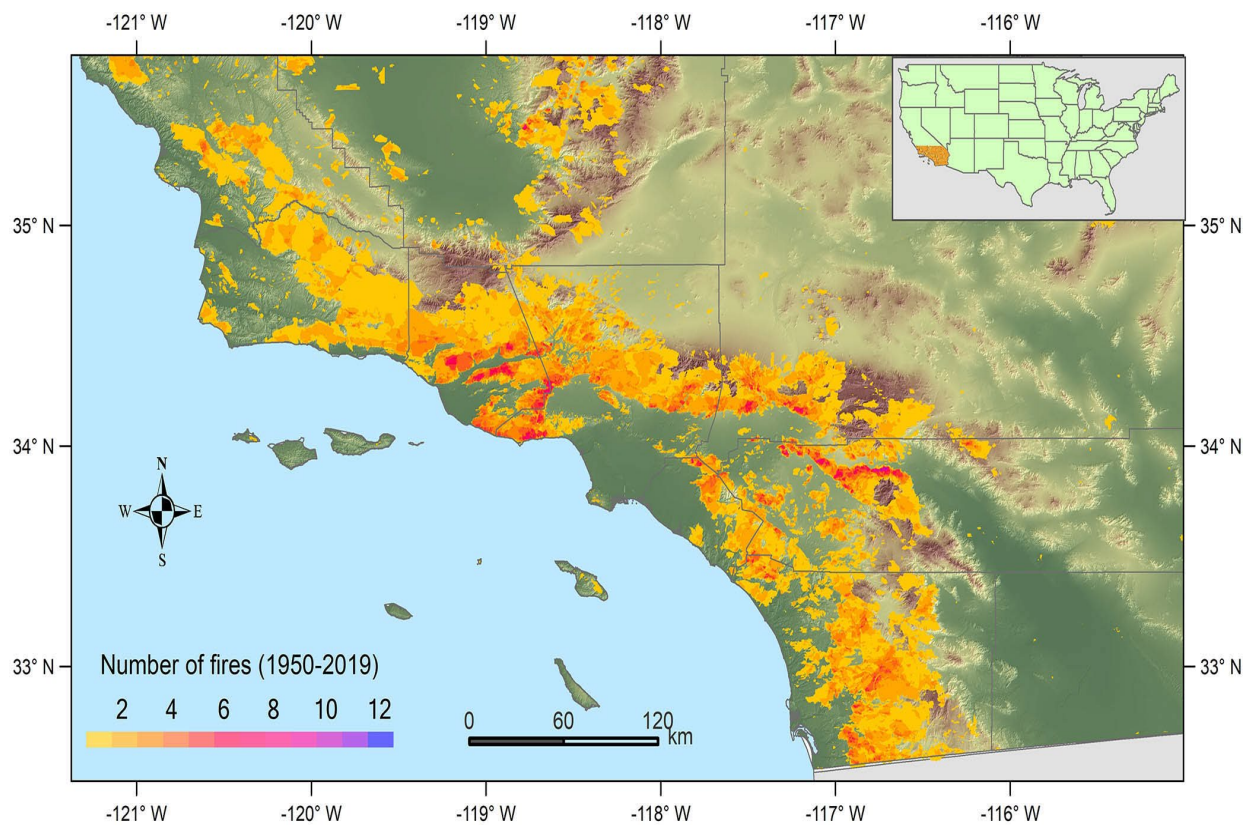 -121° W -120° W -119° W -118° W -117° W -116° W
35° N 35° N
34° N 34° N
N
W E
S
33° N 33° N
Number of fires (1950-2019)
2 4 6 8 10 12
0 60 120
km
-121° W -120° W -119° W -118° W -117° W -116° W